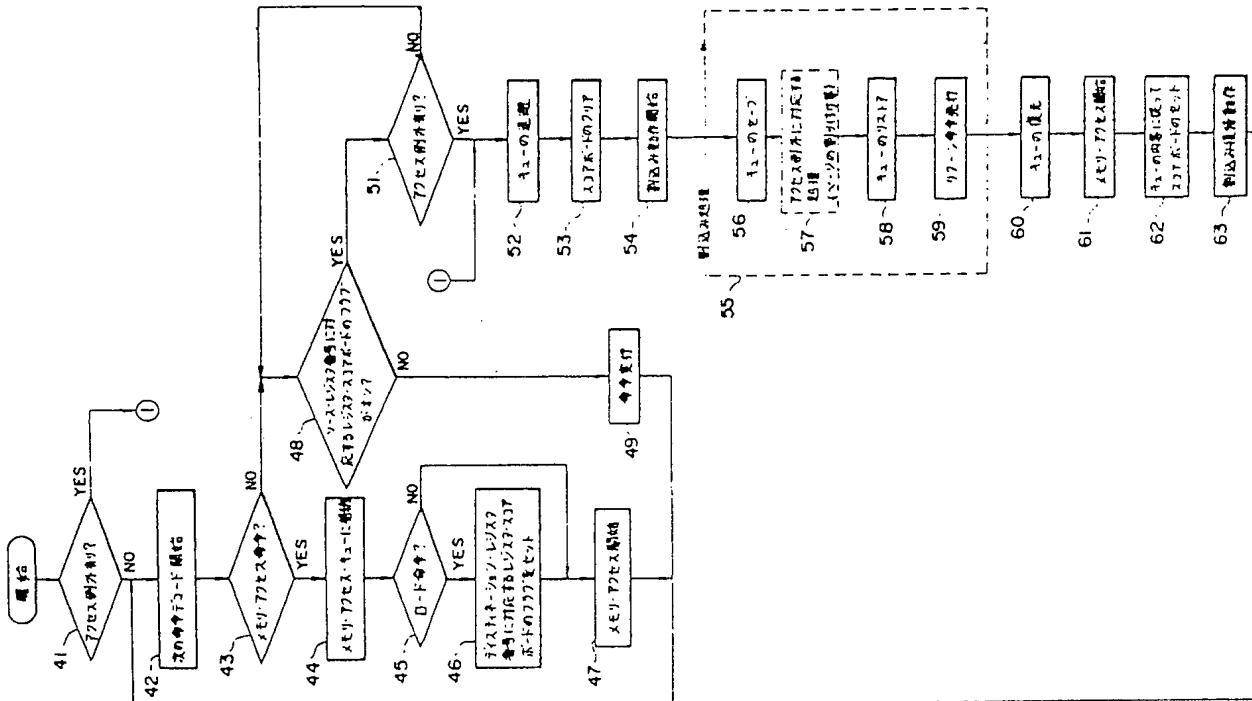 開始
アクセス例外有り?
YES
NO
41
①
次の命令デコード開始
42
メモリ・アクセス命令?
NO
YES
43
メモリ・アクセス・キューに格納
44
ロード命令?
NO
YES
45
ディスティネーション・レジスタ
番号に対応するレジスタ・スコア
ボードのフラグをセット
46
メモリ・アクセス開始
47
ソース・レジスタ番号に対
応するレジスタ・スコアボードのフラグ
がオン?
YES
NO
48
命令実行
49
アクセス例外有り?
NO
YES
51
①
キューの退避
52
スコアボードのクリア
53
割込み動作開始
54
割込み処理
55
キューのセーブ
56
アクセス例外に対応する
処理
57
キューのリストア
58
リターン命令発行
59
キューの復元
60
メモリ・アクセス開始
61
キューの内容に従って
スコアボードのセット
62
63